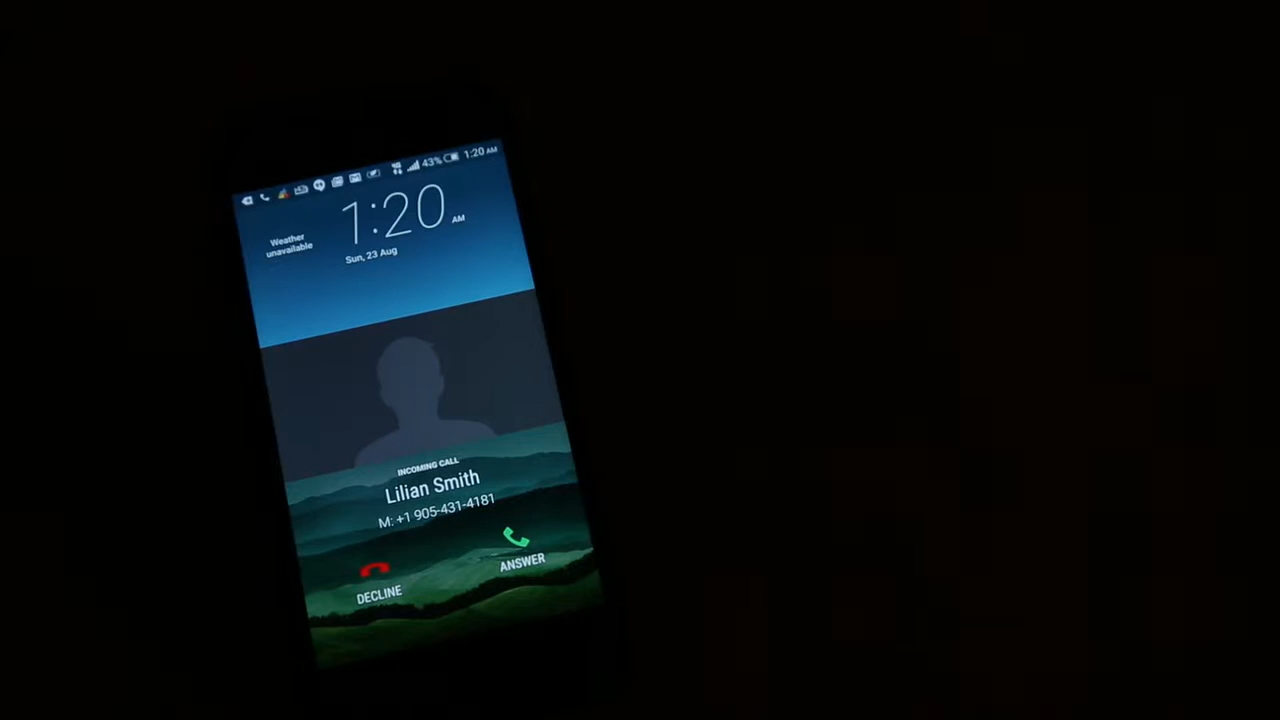 43% 1:20 AM
1:20 AM
Weather
unavailable
Sun, 23 Aug
INCOMING CALL
Lilian Smith
M: +1 905-431-4181
ANSWER
DECLINE